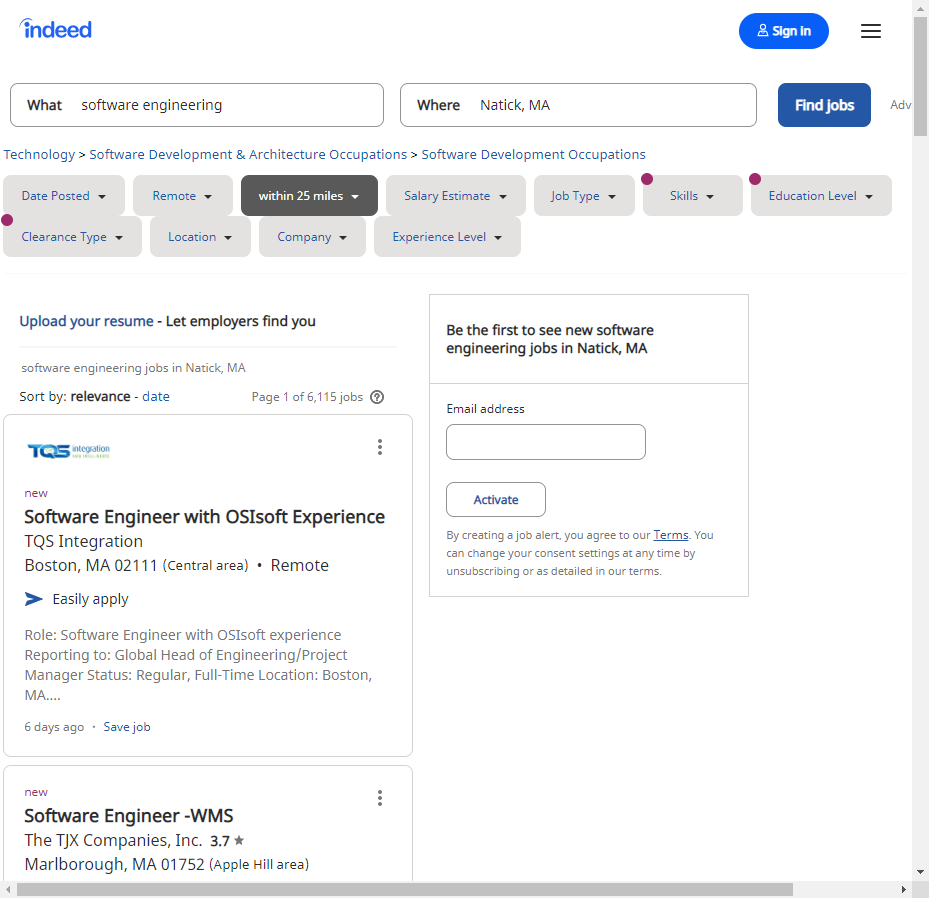 indeed
Sign in
What software engineering
Where Natick, MA
Find jobs
Adv
Technology > Software Development & Architecture Occupations > Software Development Occupations
Date Posted
Remote
within 25 miles
Salary Estimate
Job Type
Skills
Education Level
Clearance Type
Location
Company
Experience Level
Upload your resume - Let employers find you
software engineering jobs in Natick, MA
Sort by: relevance - date
Page 1 of 6,115 jobs ?
TQS integration
new
Software Engineer with OSIsoft Experience
TQS Integration
Boston, MA 02111 (Central area) • Remote
Easily apply
Role: Software Engineer with OSIsoft experience
Reporting to: Global Head of Engineering/Project
Manager Status: Regular, Full-Time Location: Boston,
MA....
6 days ago · Save job
new
Software Engineer -WMS
The TJX Companies, Inc. 3.7
Marlborough, MA 01752 (Apple Hill area)
Be the first to see new software
engineering jobs in Natick, MA
Email address
Activate
By creating a job alert, you agree to our Terms. You
can change your consent settings at any time by
unsubscribing or as detailed in our terms.